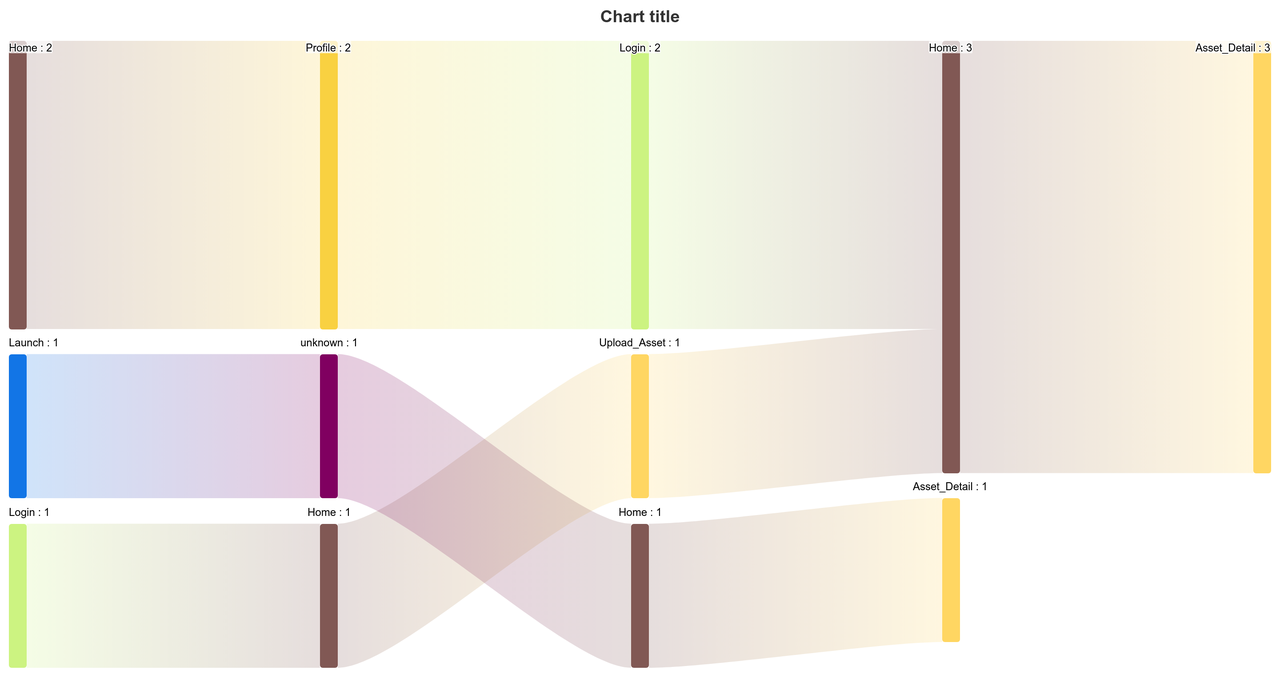 Chart title
Home : 2
Profile : 2
Login : 2
Home : 3
Asset_Detail : 3
Launch : 1
unknown : 1
Upload_Asset : 1
Asset_Detail : 1
Login : 1
Home : 1
Home : 1